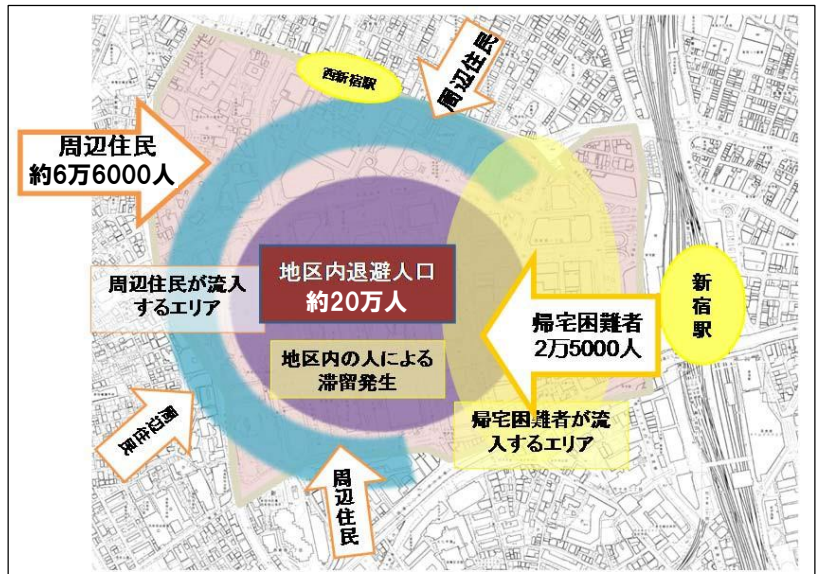 西新宿駅
周辺住民
周辺住民
約6万6000人
地区内退避人口
約20万人
周辺住民が流入
するエリア
新宿駅
帰宅困難者
2万5000人
地区内の人による
滞留発生
帰宅困難者が流
入するエリア
周辺住民
周辺住民